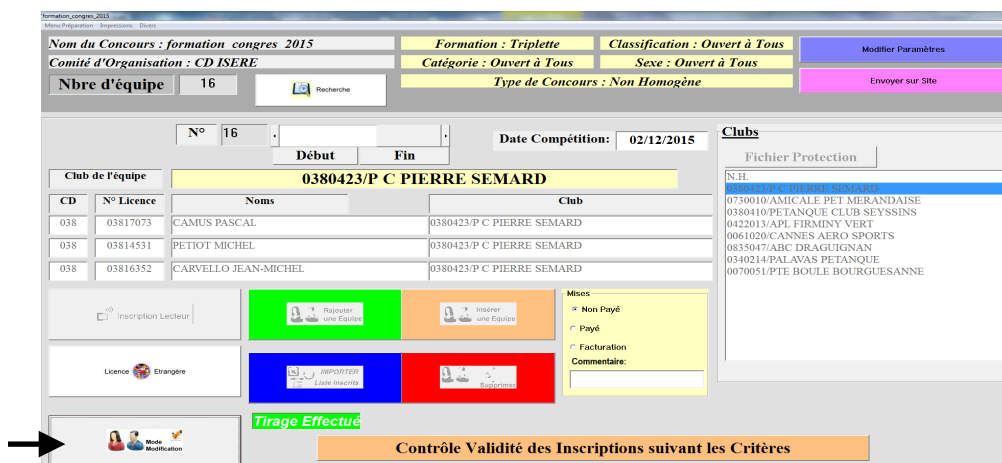 formation_congres_2015
Menu Préparation Impressions Divers
Nom du Concours : formation congres 2015
Formation : Triplette
Classification : Ouvert à Tous
Modifier Paramètres
Comité d'Organisation : CD ISERE
Catégorie : Ouvert à Tous
Sexe : Ouvert à Tous
Nbre d'équipe 16
Recherche
Type de Concours : Non Homogène
Envoyer sur Site
N° 16
Début Fin
Date Compétition: 02/12/2015
Clubs
Fichier Protection
Club de l'équipe
0380423/P C PIERRE SEMARD
CD N° Licence Noms Club
038 03817073 CAMUS PASCAL 0380423/P C PIERRE SEMARD
038 03814531 PETIOT MICHEL 0380423/P C PIERRE SEMARD
038 03816352 CARVELLO JEAN-MICHEL 0380423/P C PIERRE SEMARD
N.H.
0380423/P C PIERRE SEMARD
0730010/AMICALE PET MERANDAISE
0380410/PETANQUE CLUB SEYSSINS
0422013/APL FIRMINY VERT
0061020/CANNES AERO SPORTS
0835047/ABC DRAGUIGNAN
0340214/PALAVAS PETANQUE
0070051/PTE BOULE BOURGUESANNE
Inscription Lecteur
Rajouter
une Equipe
Insérer
une Equipe
Mises
Non Payé
Payé
Facturation
Commentaire:
Licence Etrangère
IMPORTER
Liste Inscrits
Supprimer
Mode
Modification
Tirage Effectué
Contrôle Validité des Inscriptions suivant les Critères